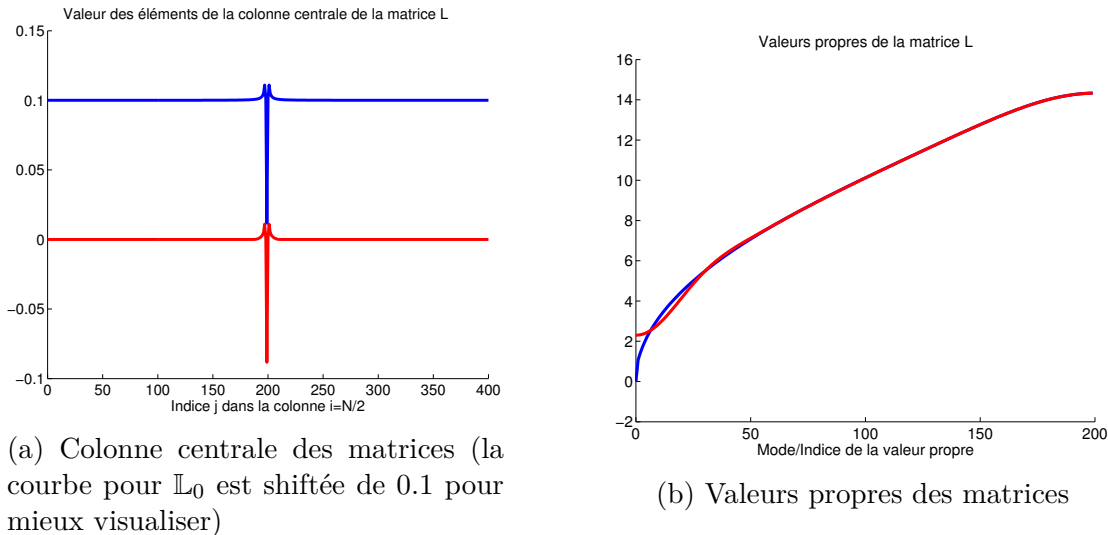 Valeur des éléments de la colonne centrale de la matrice L
0.15
0.1
0.05
0
−0.05
−0.1
0 50 100 150 200 250 300 350 400
Indice j dans la colonne i=N/2
(a) Colonne centrale des matrices (la
courbe pour 𝕃₀ est shiftée de 0.1 pour
mieux visualiser)
Valeurs propres de la matrice L
16
14
12
10
8
6
4
2
0
−2
0 50 100 150 200
Mode/Indice de la valeur propre
(b) Valeurs propres des matrices